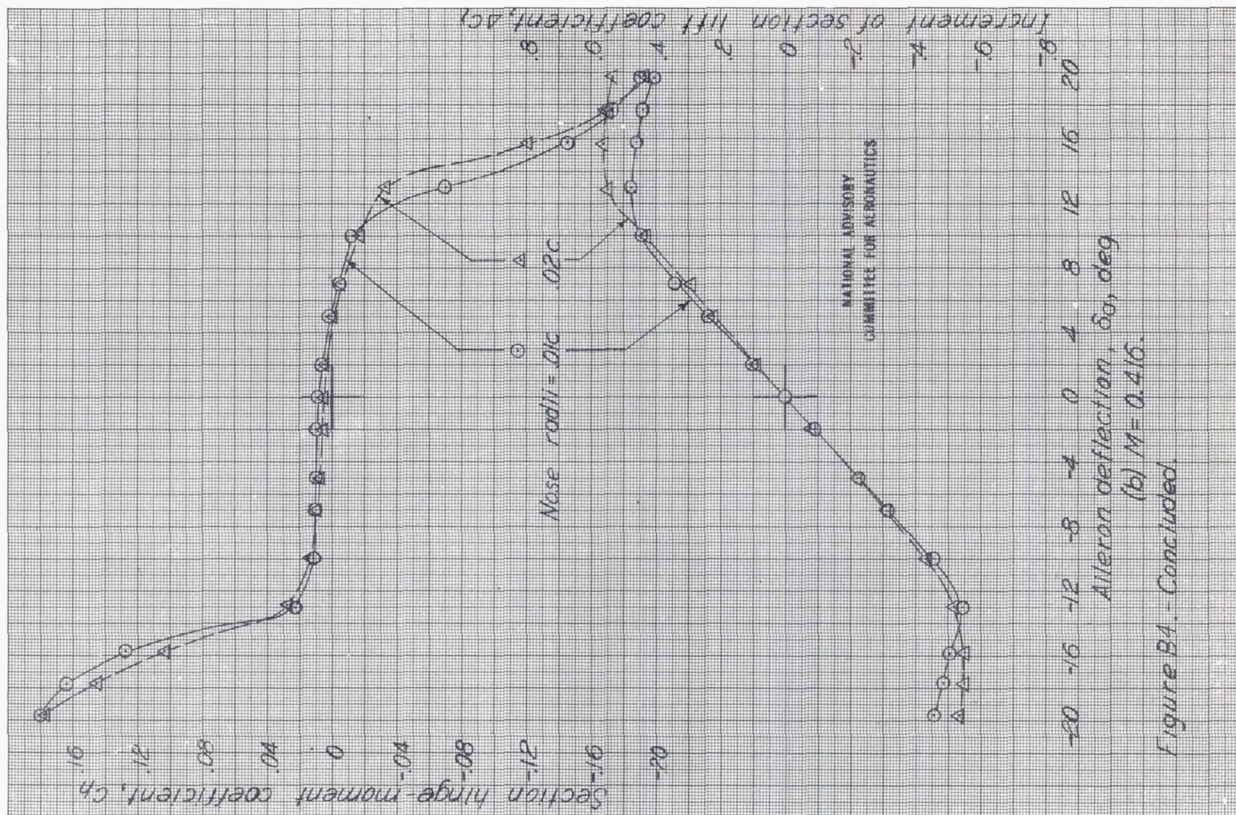 Section hinge-moment coefficient, Ch
.16
.12
.08
.04
0
-.04
-.08
-.12
-.16
-.20
Increment of section lift coefficient, ΔCl
.8
.6
.4
.2
0
-.2
-.4
-.6
-.8
Nose radii = .01c .02c
NATIONAL ADVISORY
COMMITTEE FOR AERONAUTICS
-20 -16 -12 -8 -4 0 4 8 12 16 20
Aileron deflection, δa, deg
(b) M = 0.416.
Figure B4.- Concluded.